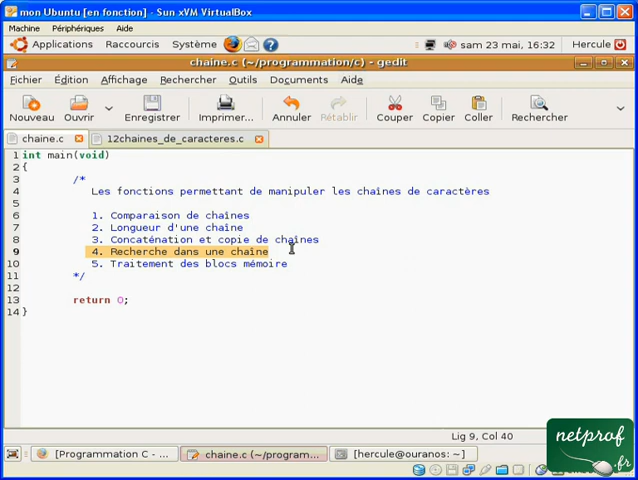 mon Ubuntu [en fonction] - Sun xVM VirtualBox
Machine Périphériques Aide
Applications Raccourcis Système sam 23 mai, 16:32 Hercule
chaine.c (~/programmation/c) - gedit
Fichier Édition Affichage Rechercher Outils Documents Aide
Nouveau Ouvrir Enregistrer Imprimer... Annuler Rétablir Couper Copier Coller Rechercher
chaine.c 12chaines_de_caracteres.c
1 int main(void)
2 {
3 /*
4 Les fonctions permettant de manipuler les chaînes de caractères
5
6 1. Comparaison de chaînes
7 2. Longueur d'une chaîne
8 3. Concaténation et copie de chaînes
9 4. Recherche dans une chaîne
10 5. Traitement des blocs mémoire
11 */
12
13 return 0;
14 }
Lig 9, Col 40
[Programmation C - ... chaine.c (~/program... [hercule@ouranos: ~]
netprof
.fr